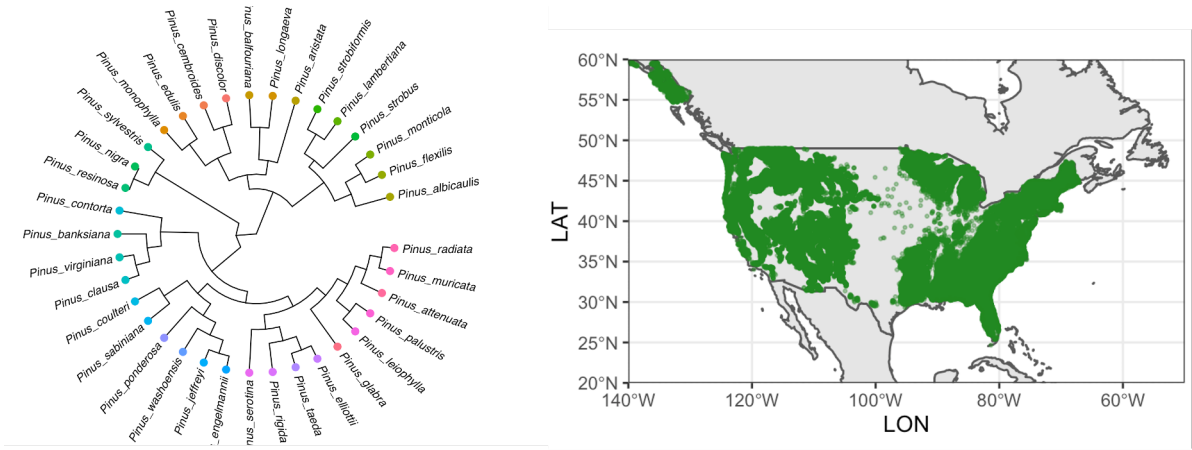 nus_balfouriana
Pinus_longaeva
Pinus_aristata
Pinus_strobiformis
Pinus_lambertiana
Pinus_strobus
Pinus_monticola
Pinus_flexilis
Pinus_albicaulis
Pinus_radiata
Pinus_muricata
Pinus_attenuata
Pinus_palustris
Pinus_leiophylla
Pinus_glabra
Pinus_elliottii
Pinus_taeda
Pinus_rigida
nus_serotina
_engelmannii
Pinus_jeffreyi
Pinus_washoensis
Pinus_ponderosa
Pinus_sabiniana
Pinus_coulteri
Pinus_clausa
Pinus_virginiana
Pinus_banksiana
Pinus_contorta
Pinus_resinosa
Pinus_nigra
Pinus_sylvestris
Pinus_monophylla
Pinus_edulis
Pinus_cembroides
Pinus_discolor
LAT
60°N
55°N
50°N
45°N
40°N
35°N
30°N
25°N
20°N
140°W 120°W 100°W 80°W 60°W
LON